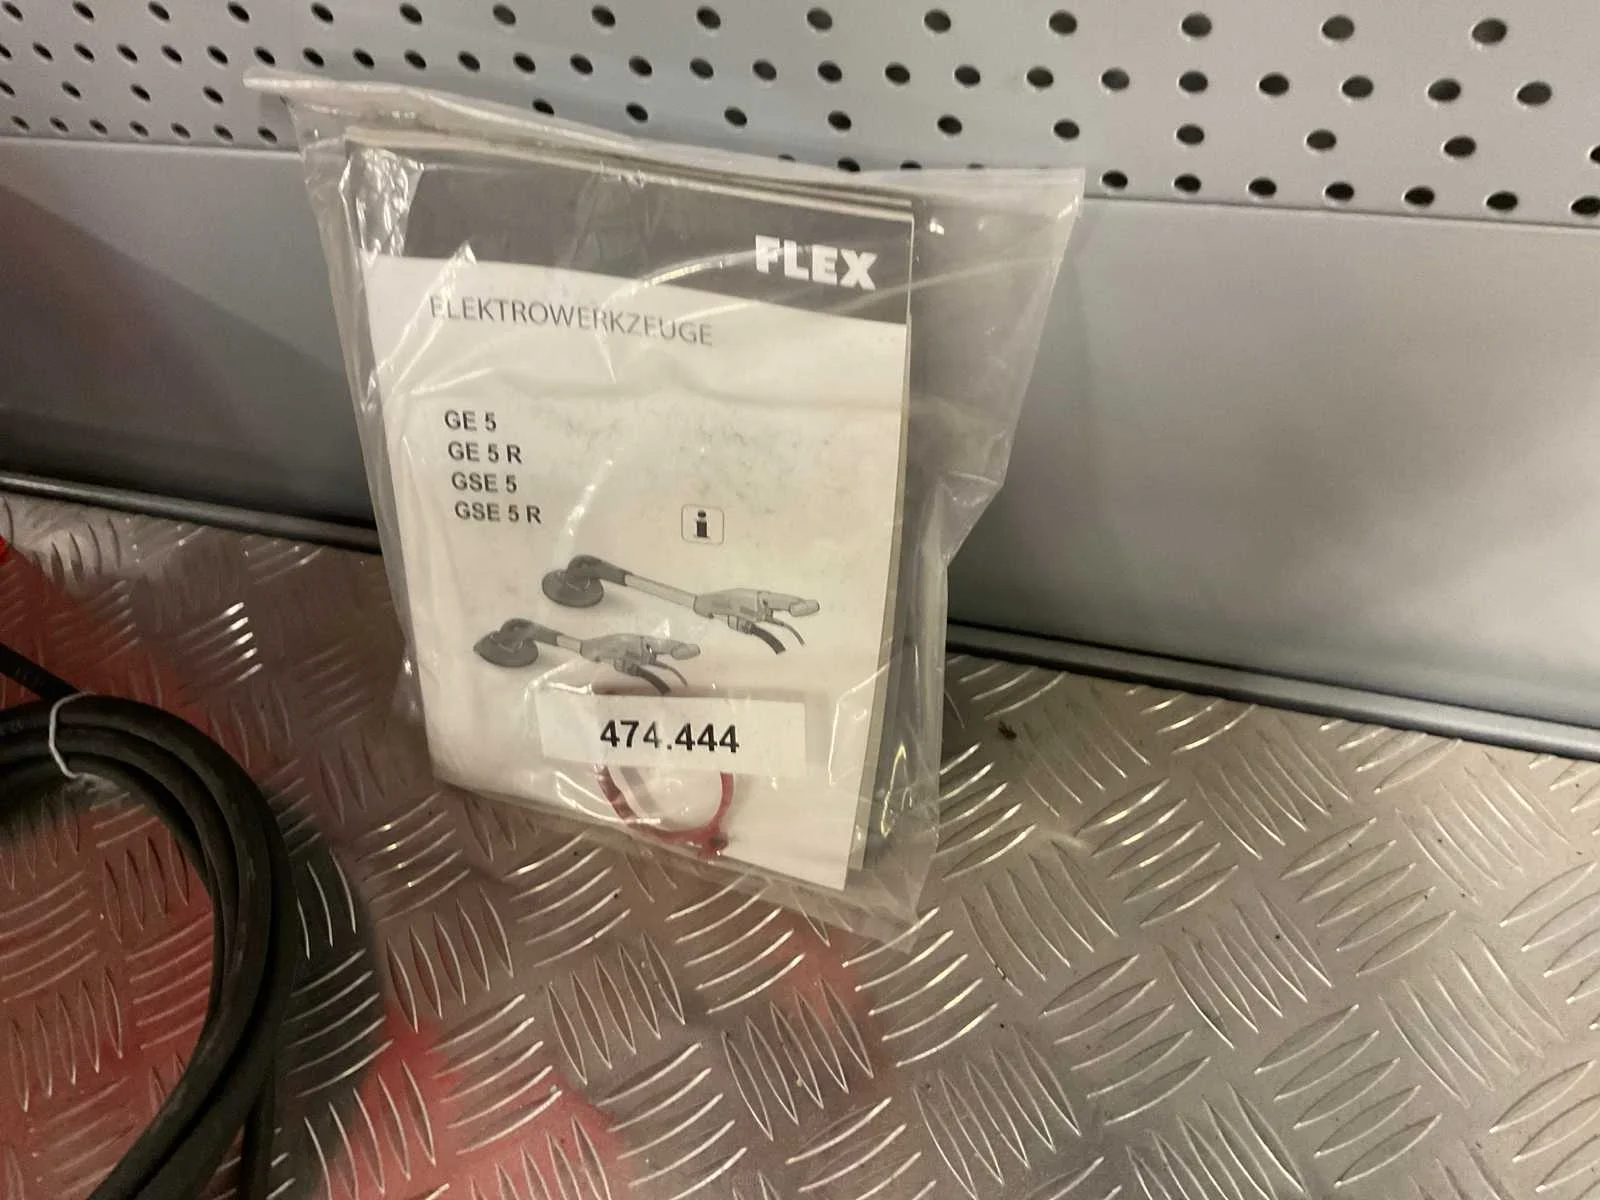 FLEX
ELEKTROWERKZEUGE
GE 5
GE 5 R
GSE 5
GSE 5 R
i
474.444